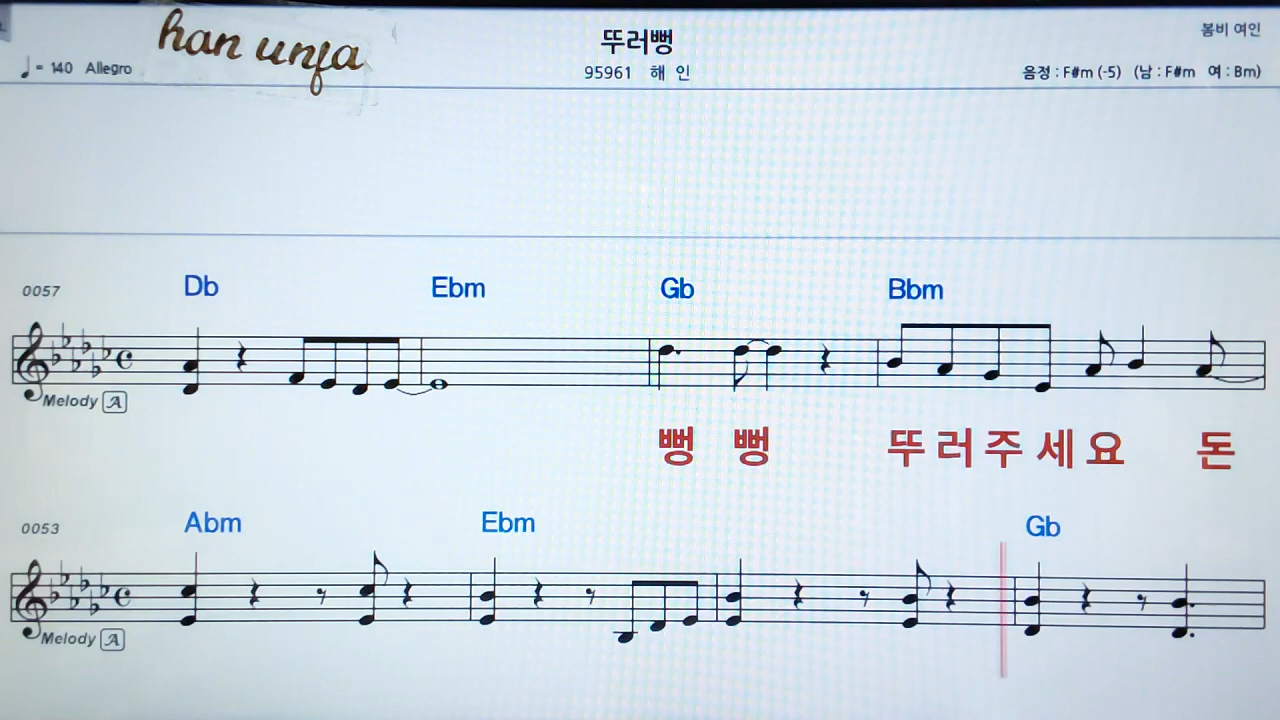 han unja
뚜러뻥
봄비 여인
♩= 140 Allegro
95961 해 인
음정 : F#m (-5) (남 : F#m 여 : Bm)
0057 Db Ebm Gb Bbm
Melody A
뻥 뻥 뚜 러 주 세 요 돈
0053 Abm Ebm Gb
Melody A